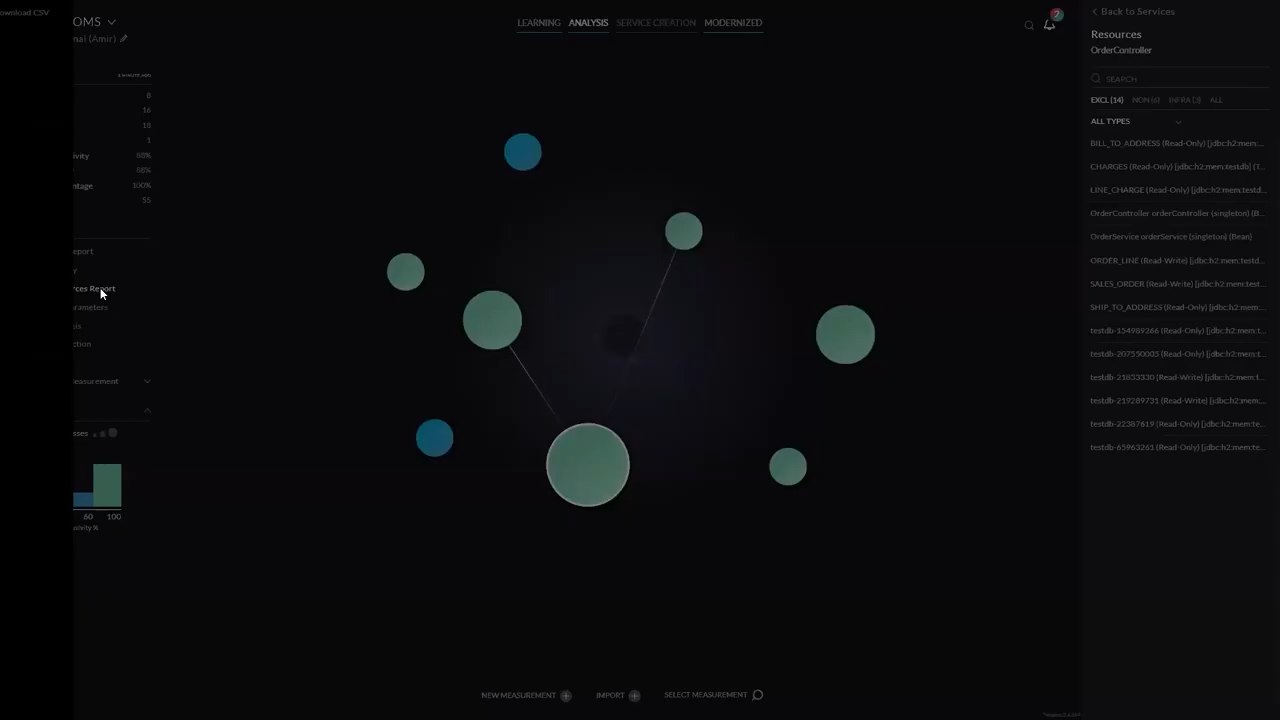 ownload CSV
OMS
nal (Amir)
LEARNING ANALYSIS SERVICE CREATION MODERNIZED
2
8
16
18
1
ivity 88%
88%
ntage 100%
55
eport
rces Report
arameters
ction
easurement
sses
60 100
usivity %
NEW MEASUREMENT
IMPORT
SELECT MEASUREMENT
Back to Services
Resources
OrderController
SEARCH
EXCL (14) NON (6) INFRA (3) ALL
ALL TYPES
BILL_TO_ADDRESS (Read-Only) [jdbc:h2:mem:...
CHARGES (Read-Only) [jdbc:h2:mem:testdb] (T...
LINE_CHARGE (Read-Only) [jdbc:h2:mem:testd...
OrderController orderController (singleton) (B...
OrderService orderService (singleton) (Bean)
ORDER_LINE (Read-Write) [jdbc:h2:mem:testd...
SALES_ORDER (Read-Write) [jdbc:h2:mem:test...
SHIP_TO_ADDRESS (Read-Only) [jdbc:h2:mem:...
testdb-154989266 (Read-Only) [jdbc:h2:mem:t...
testdb-207550005 (Read-Only) [jdbc:h2:mem:t...
testdb-21853330 (Read-Write) [jdbc:h2:mem:t...
testdb-219289731 (Read-Write) [jdbc:h2:mem:...
testdb-22387619 (Read-Only) [jdbc:h2:mem:te...
testdb-65963261 (Read-Only) [jdbc:h2:mem:te...